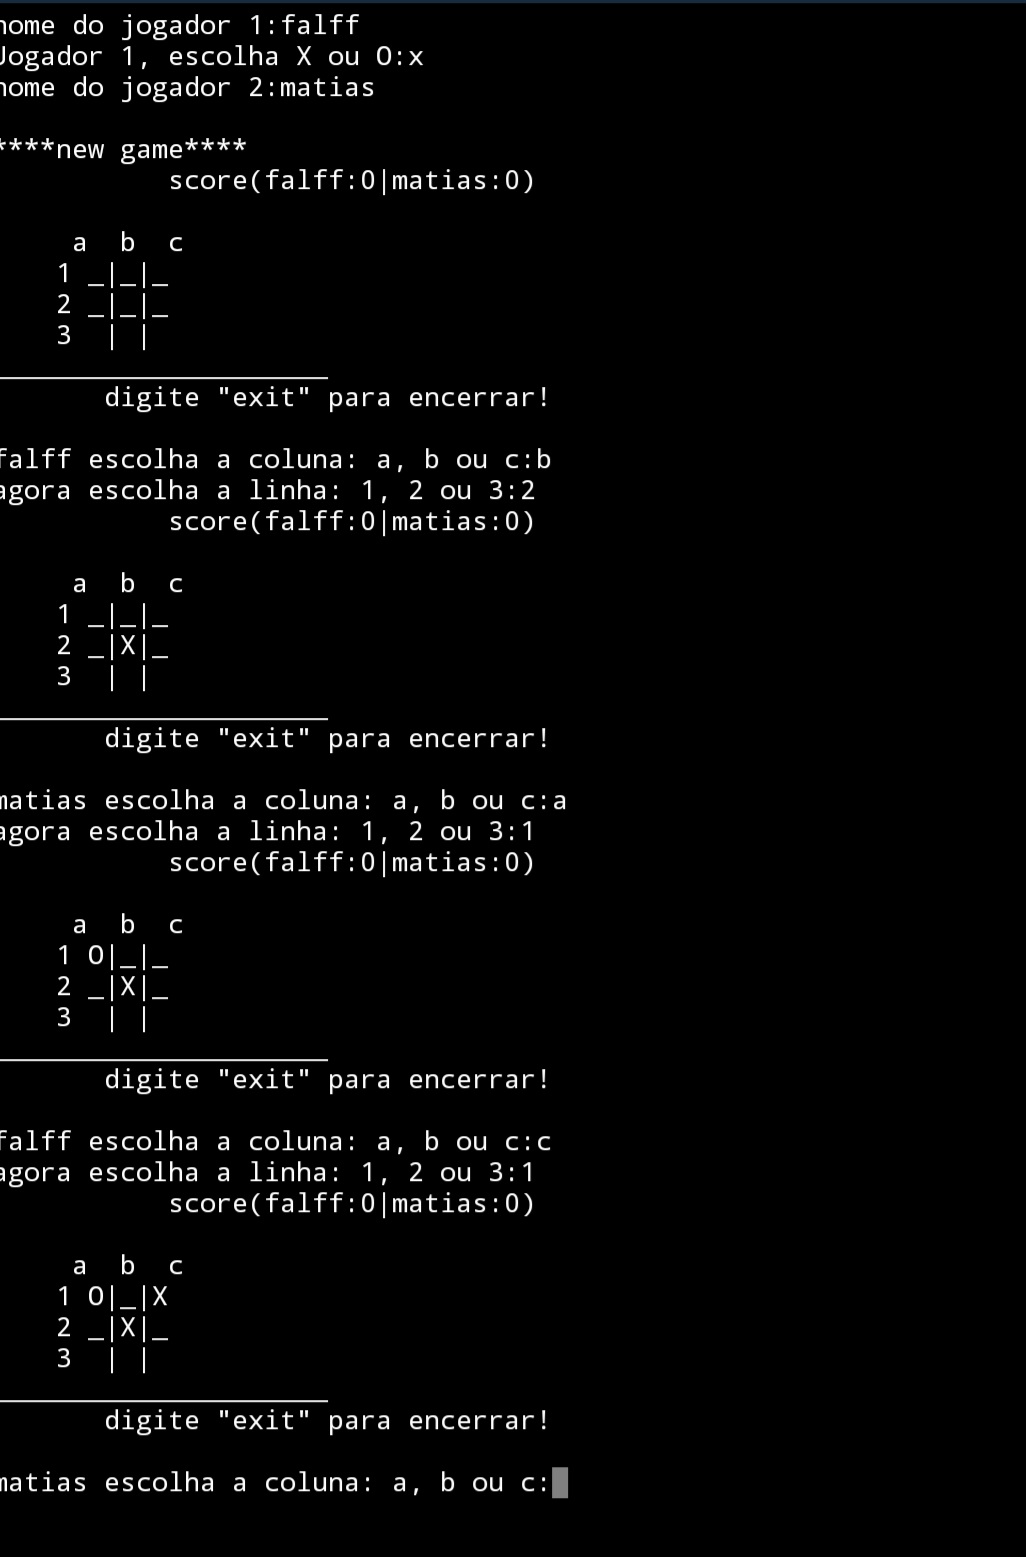 nome do jogador 1:falff
Jogador 1, escolha X ou O:x
nome do jogador 2:matias
****new game****
score(falff:0|matias:0)
a b c
1 _|_|_
2 _|_|_
3 | |
digite "exit" para encerrar!
falff escolha a coluna: a, b ou c:b
agora escolha a linha: 1, 2 ou 3:2
score(falff:0|matias:0)
a b c
1 _|_|_
2 _|X|_
3 | |
digite "exit" para encerrar!
matias escolha a coluna: a, b ou c:a
agora escolha a linha: 1, 2 ou 3:1
score(falff:0|matias:0)
a b c
1 O|_|_
2 _|X|_
3 | |
digite "exit" para encerrar!
falff escolha a coluna: a, b ou c:c
agora escolha a linha: 1, 2 ou 3:1
score(falff:0|matias:0)
a b c
1 O|_|X
2 _|X|_
3 | |
digite "exit" para encerrar!
matias escolha a coluna: a, b ou c: